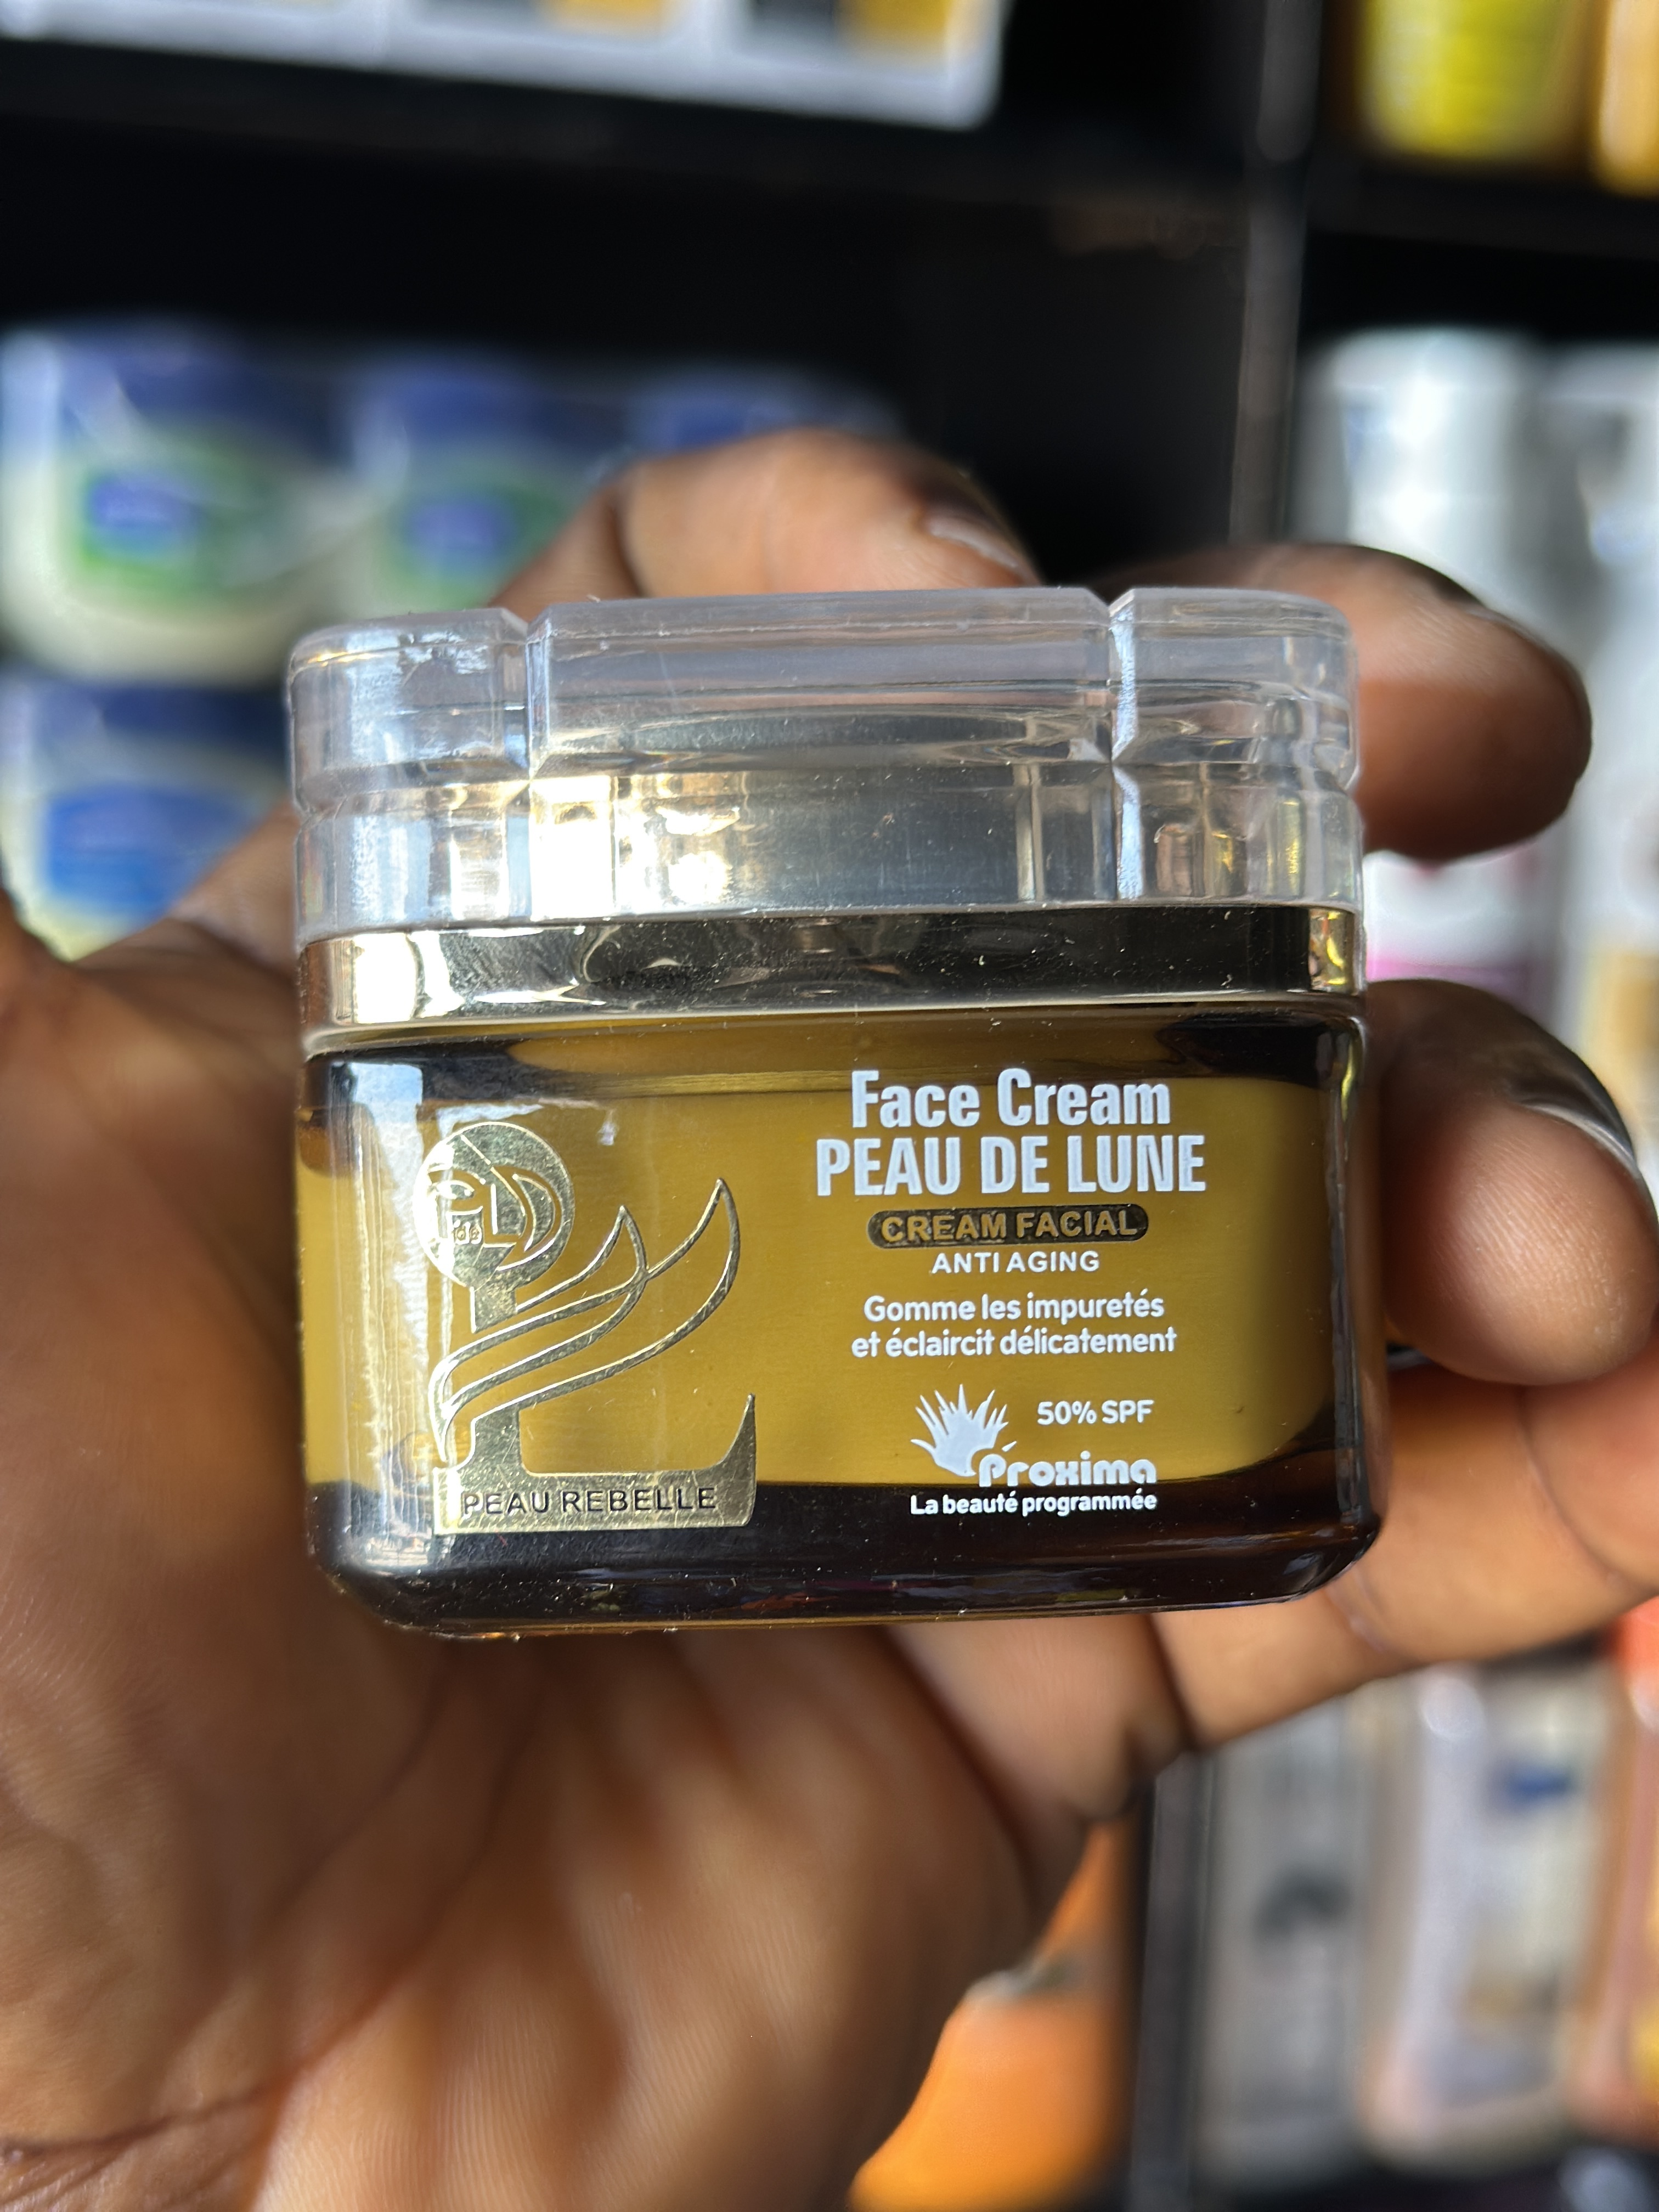 Face Cream
PEAU DE LUNE
CREAM FACIAL
ANTI AGING
Gomme les impuretés
et éclaircit délicatement
50% SPF
Proxima
La beauté programmée
PEAU REBELLE